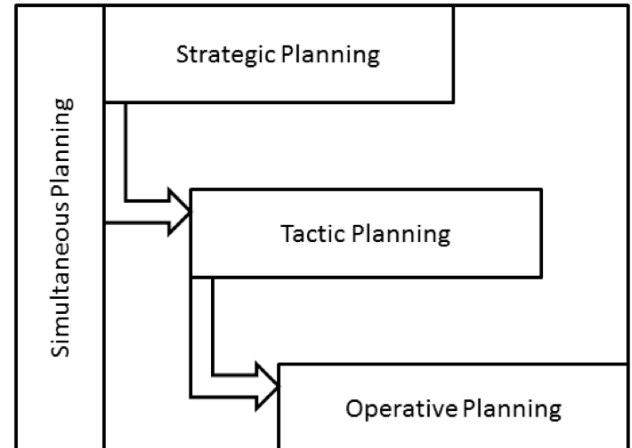 Strategic Planning
Simultaneous Planning
Tactic Planning
Operative Planning